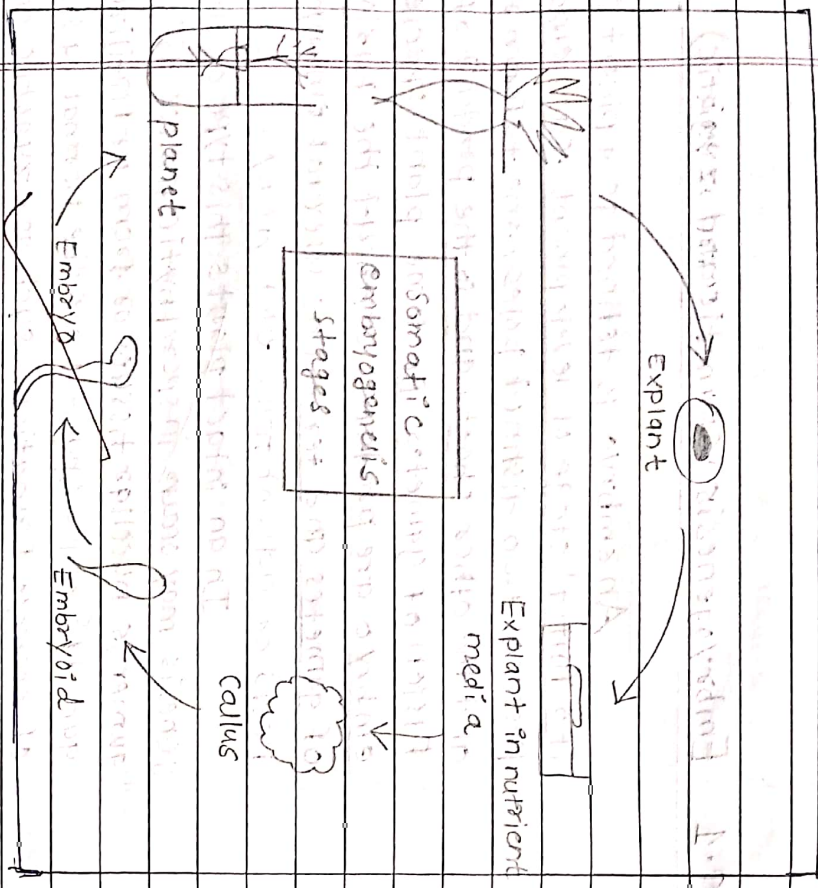 Explant
Explant in nutrient
media
Callus
Embryoid
Embryo
planet
Somatic
embryogenesis
stages